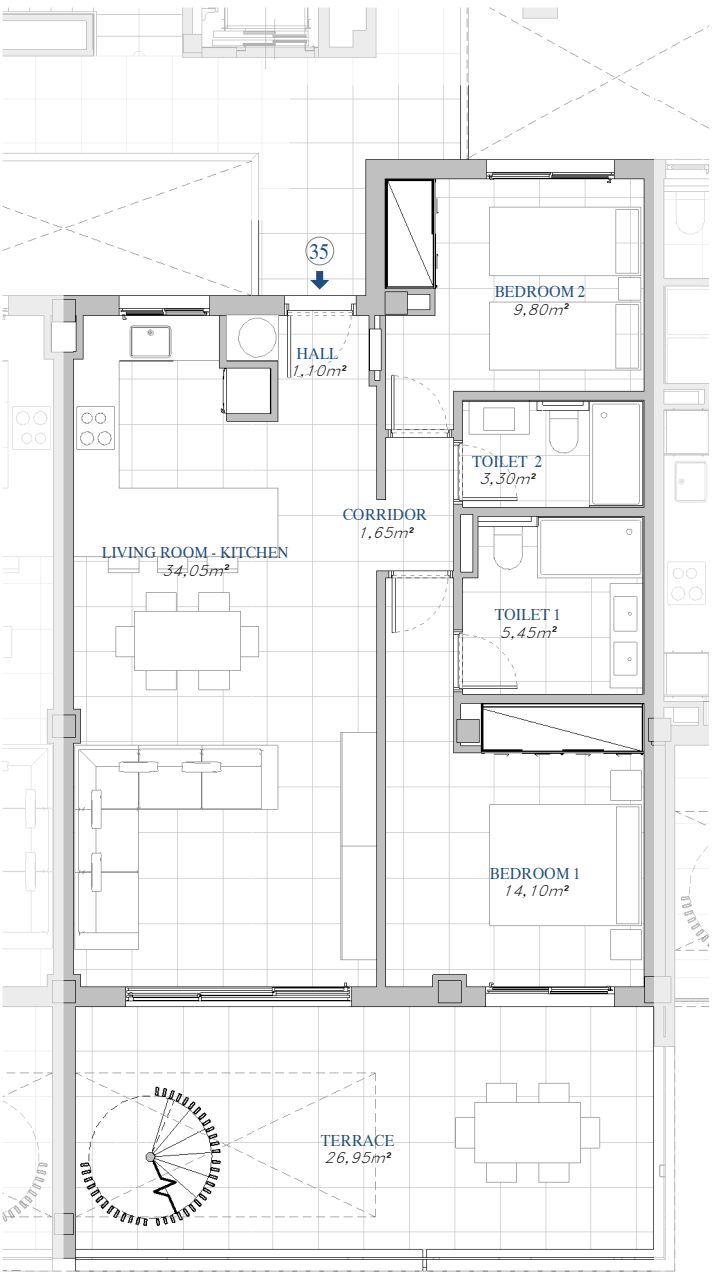 35
BEDROOM 2
9,80m²
HALL
1,10m²
TOILET 2
3,30m²
CORRIDOR
1,65m²
LIVING ROOM - KITCHEN
34,05m²
TOILET 1
5,45m²
BEDROOM 1
14,10m²
TERRACE
26,95m²